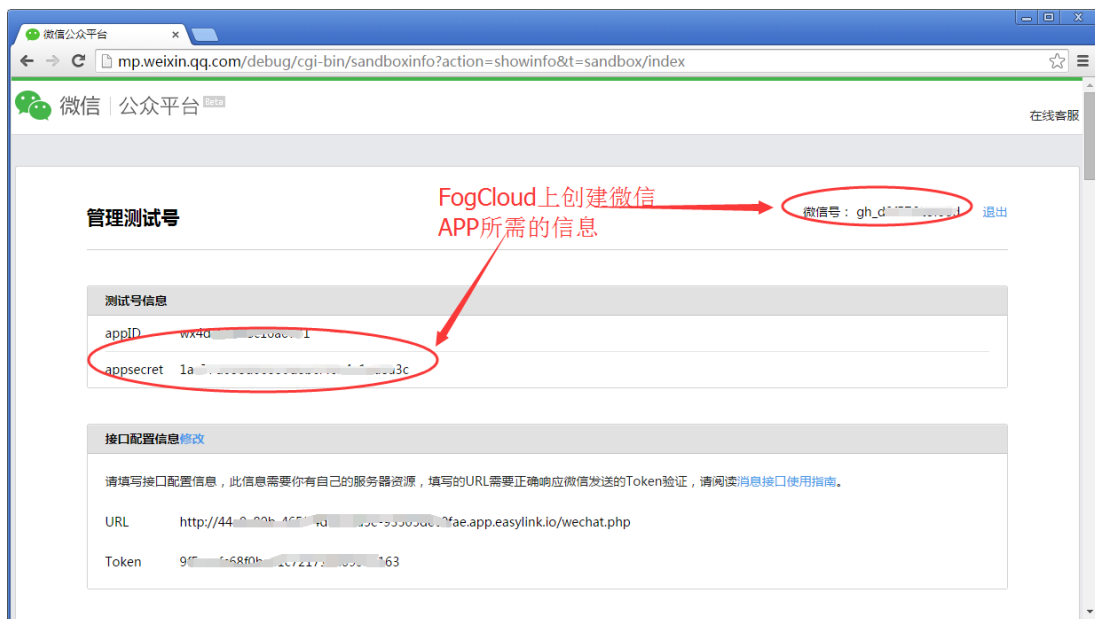 微信公众平台
mp.weixin.qq.com/debug/cgi-bin/sandboxinfo?action=showinfo&t=sandbox/index
微信 公众平台 Beta
在线客服
FogCloud上创建微信
APP所需的信息
管理测试号
微信号： 退出
测试号信息
appID
appsecret
接口配置信息修改
请填写接口配置信息，此信息需要你有自己的服务器资源，填写的URL需要正确响应微信发送的Token验证，请阅读消息接口使用指南。
URL
Token